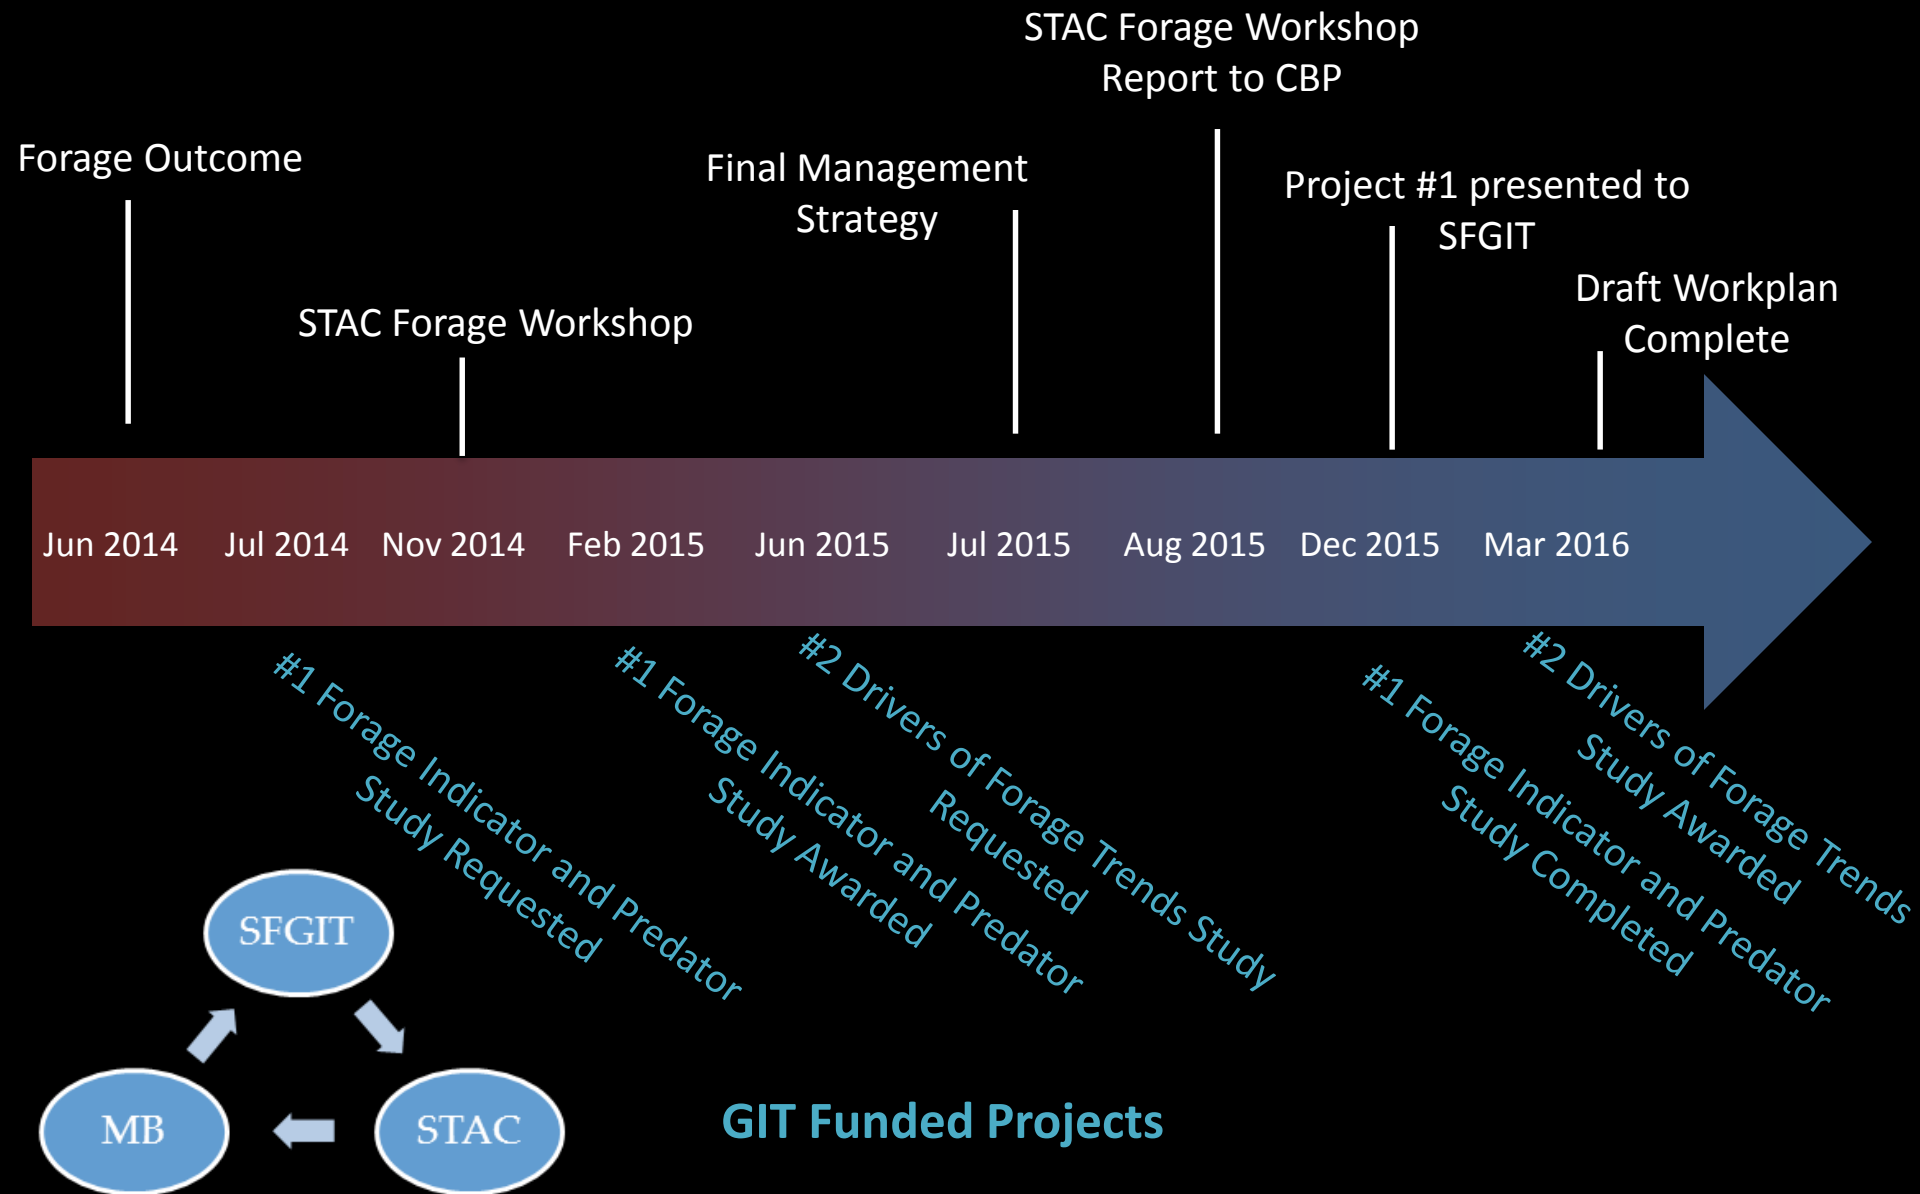 STAC Forage Workshop
Report to CBP
Forage Outcome
Final Management
Strategy
Project #1 presented to
SFGIT
STAC Forage Workshop
Draft Workplan
Complete
Jun 2014
Jul 2014
Nov 2014
Feb 2015
Jun 2015
Jul 2015
Aug 2015
Dec 2015
Mar 2016
#1 Forage Indicator and Predator
Study Requested
#1 Forage Indicator and Predator
Study Awarded
#2 Drivers of Forage Trends Study
Requested
#1 Forage Indicator and Predator
Study Completed
#2 Drivers of Forage Trends
Study Awarded
SFGIT
MB
STAC
GIT Funded Projects